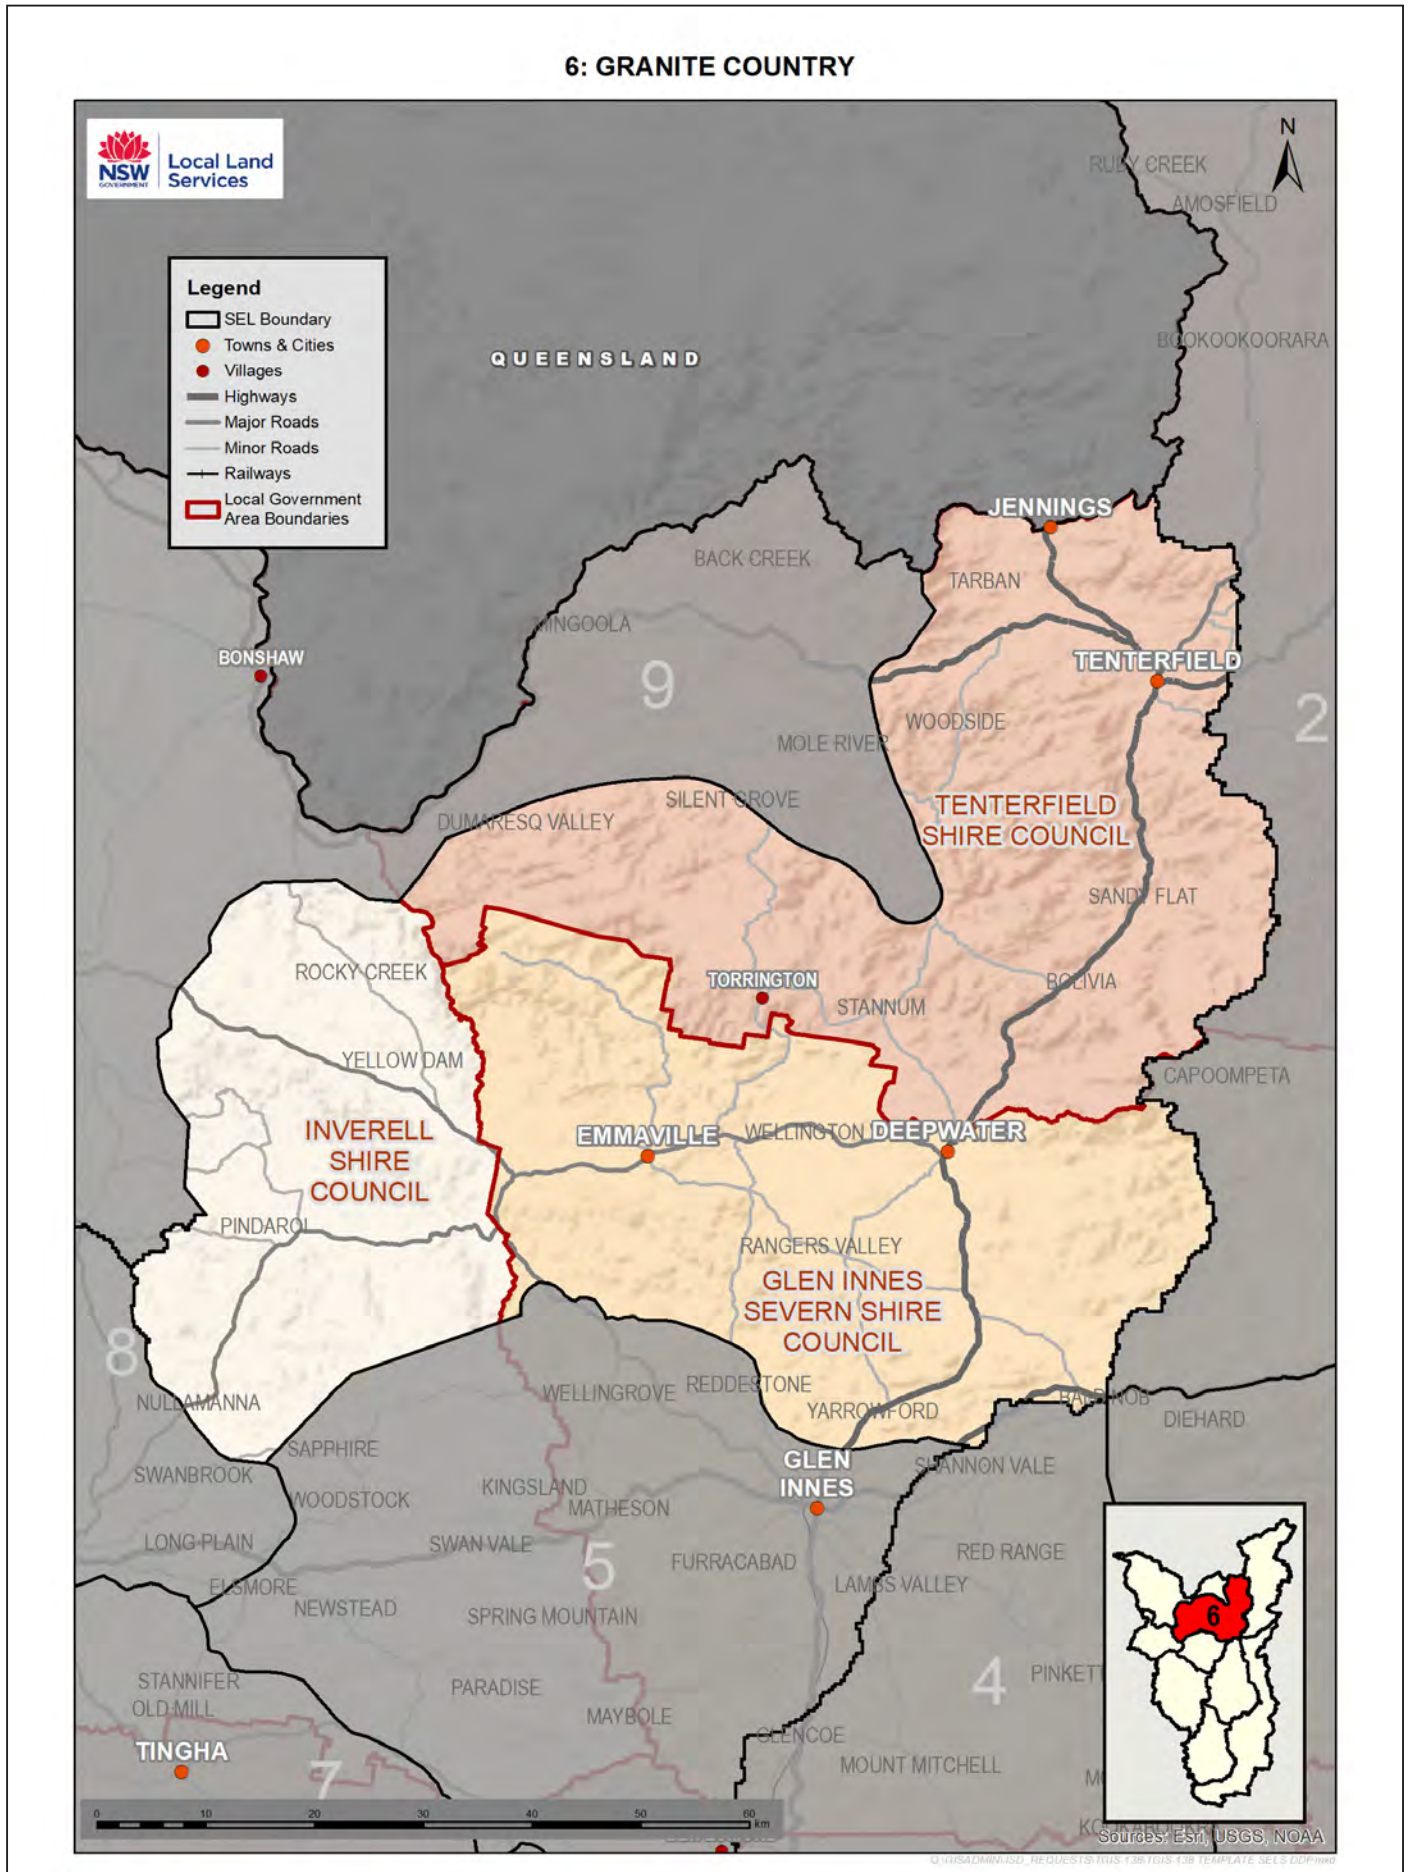 6: GRANITE COUNTRY
NSW
GOVERNMENT
Local Land
Services
N
RUBY CREEK
AMOSFIELD
Legend
SEL Boundary
Towns & Cities
Villages
Highways
Major Roads
Minor Roads
Railways
Local Government
Area Boundaries
QUEENSLAND
BOOKOOKOORARA
JENNINGS
BACK CREEK
TARBAN
MINGOOLA
BONSHAW
TENTERFIELD
9
2
WOODSIDE
MOLE RIVER
SILENT GROVE
TENTERFIELD
SHIRE COUNCIL
DUMARESQ VALLEY
SANDY FLAT
ROCKY CREEK
TORRINGTON
BOLIVIA
STANNUM
YELLOW DAM
CAPOOMPETA
INVERELL
SHIRE
COUNCIL
EMMAVILLE
WELLINGTON
DEEPWATER
PINDAROI
RANGERS VALLEY
GLEN INNES
SEVERN SHIRE
COUNCIL
8
WELLINGROVE
REDDESTONE
NULLAMANNA
YARROWFORD
BALD NOB
DIEHARD
SAPPHIRE
GLEN
INNES
SHANNON VALE
SWANBROOK
WOODSTOCK
KINGSLAND
MATHESON
LONG PLAIN
SWAN VALE
5
FURRACABAD
RED RANGE
ELSMORE
LAMBS VALLEY
NEWSTEAD
SPRING MOUNTAIN
6
STANNIFER
OLD MILL
PARADISE
4
PINKETT
MAYBOLE
TINGHA
GLENCOE
7
MOUNT MITCHELL
0 10 20 30 40 50 60
km
Sources: Esri, USGS, NOAA